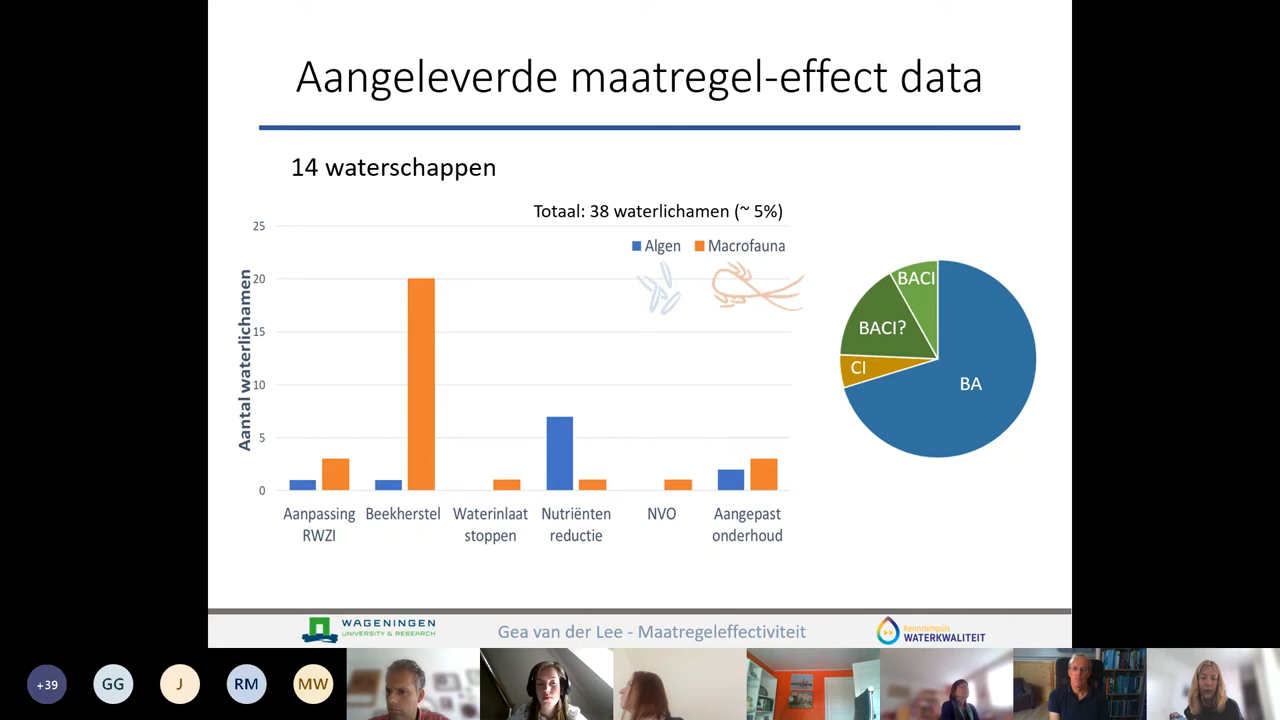 Aangeleverde maatregel-effect data
14 waterschappen
Totaal: 38 waterlichamen (~ 5%)
Algen
Macrofauna
Aantal waterlichamen
25
20
15
10
5
0
Aanpassing
RWZI
Beekherstel
Waterinlaat
stoppen
Nutriënten
reductie
NVO
Aangepast
onderhoud
BACI
BACI?
CI
BA
WAGENINGEN
UNIVERSITY & RESEARCH
Gea van der Lee - Maatregeleffectiviteit
Kennisimpuls
WATERKWALITEIT
+39
GG
J
RM
MW